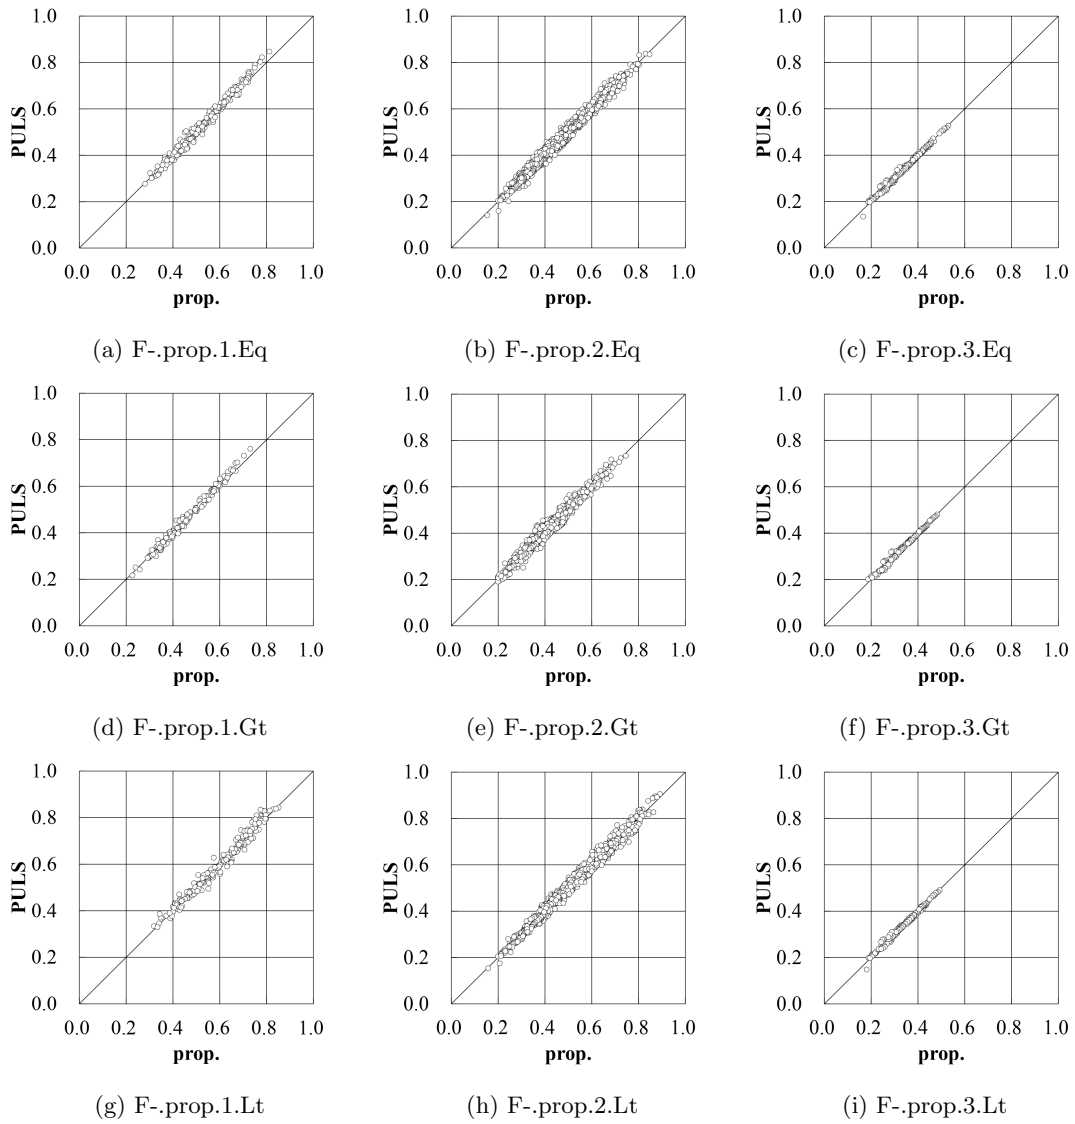 1.0 1.0 1.0
0.8 0.8 0.8
0.6 0.6 0.6
PULS PULS PULS
0.4 0.4 0.4
0.2 0.2 0.2
0.0 0.0 0.0
0.0 0.2 0.4 0.6 0.8 1.0 0.0 0.2 0.4 0.6 0.8 1.0 0.0 0.2 0.4 0.6 0.8 1.0
prop. prop. prop.
(a) F-.prop.1.Eq (b) F-.prop.2.Eq (c) F-.prop.3.Eq
1.0 1.0 1.0
0.8 0.8 0.8
0.6 0.6 0.6
PULS PULS PULS
0.4 0.4 0.4
0.2 0.2 0.2
0.0 0.0 0.0
0.0 0.2 0.4 0.6 0.8 1.0 0.0 0.2 0.4 0.6 0.8 1.0 0.0 0.2 0.4 0.6 0.8 1.0
prop. prop. prop.
(d) F-.prop.1.Gt (e) F-.prop.2.Gt (f) F-.prop.3.Gt
1.0 1.0 1.0
0.8 0.8 0.8
0.6 0.6 0.6
PULS PULS PULS
0.4 0.4 0.4
0.2 0.2 0.2
0.0 0.0 0.0
0.0 0.2 0.4 0.6 0.8 1.0 0.0 0.2 0.4 0.6 0.8 1.0 0.0 0.2 0.4 0.6 0.8 1.0
prop. prop. prop.
(g) F-.prop.1.Lt (h) F-.prop.2.Lt (i) F-.prop.3.Lt